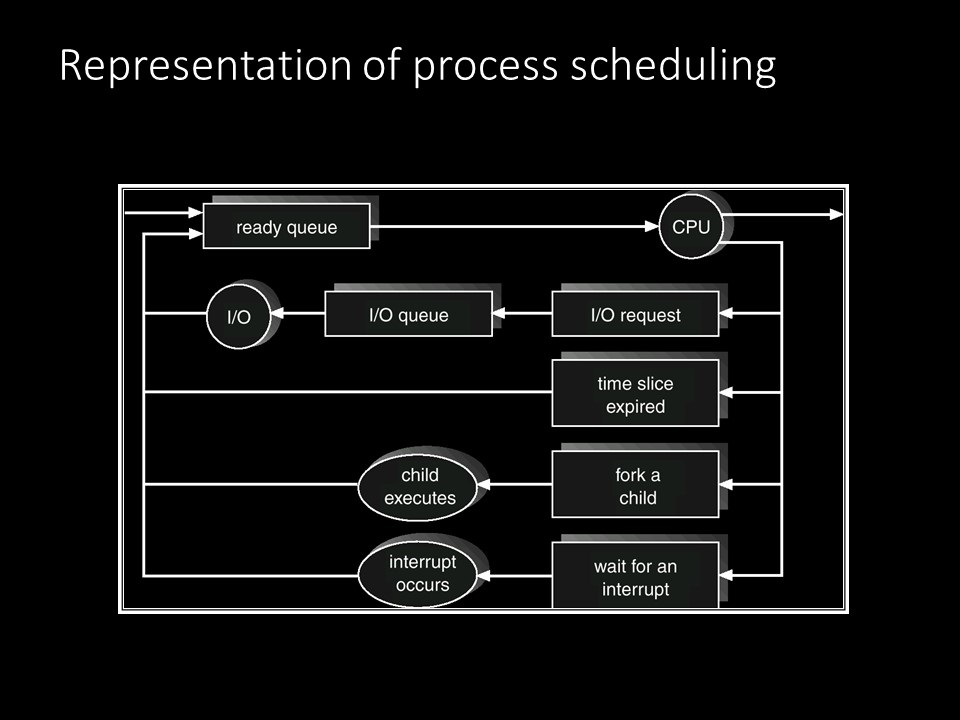 Representation of process scheduling
ready queue
CPU
I/O
I/O queue
I/O request
time slice
expired
child
executes
fork a
child
interrupt
occurs
wait for an
interrupt